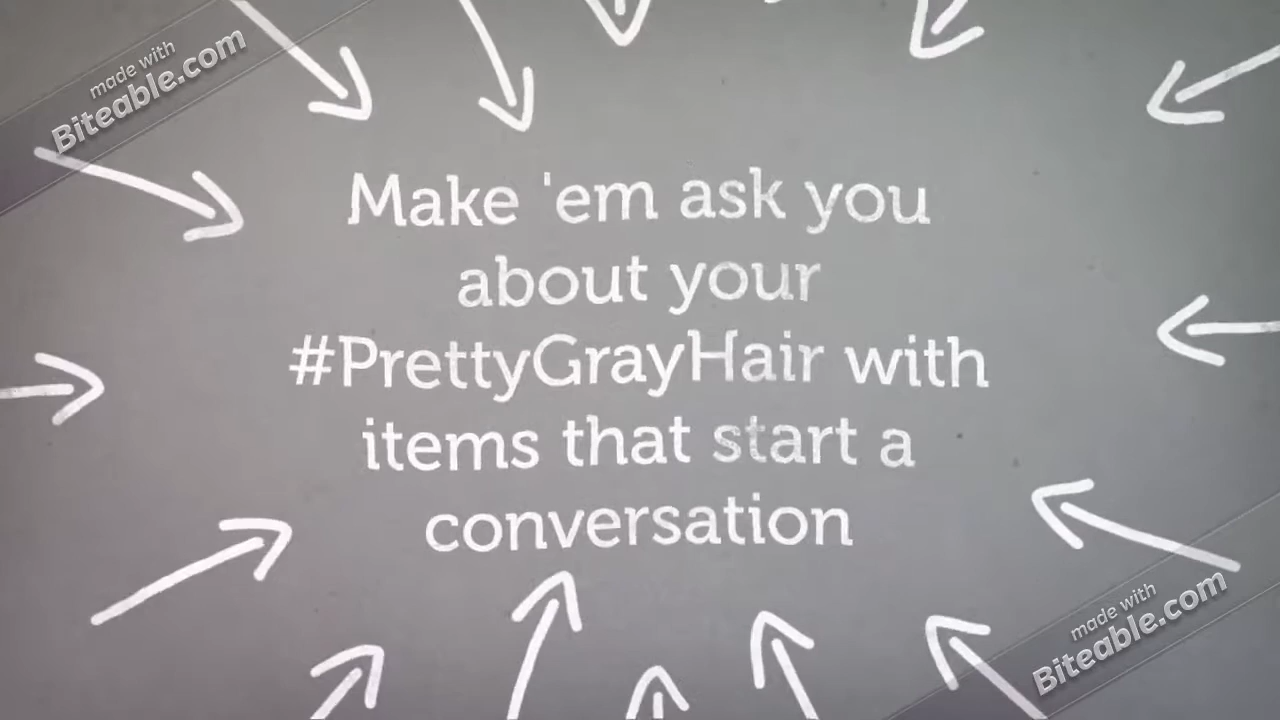 made with
Biteable.com
Make 'em ask you
about your
#PrettyGrayHair with
items that start a
conversation
made with
Biteable.com